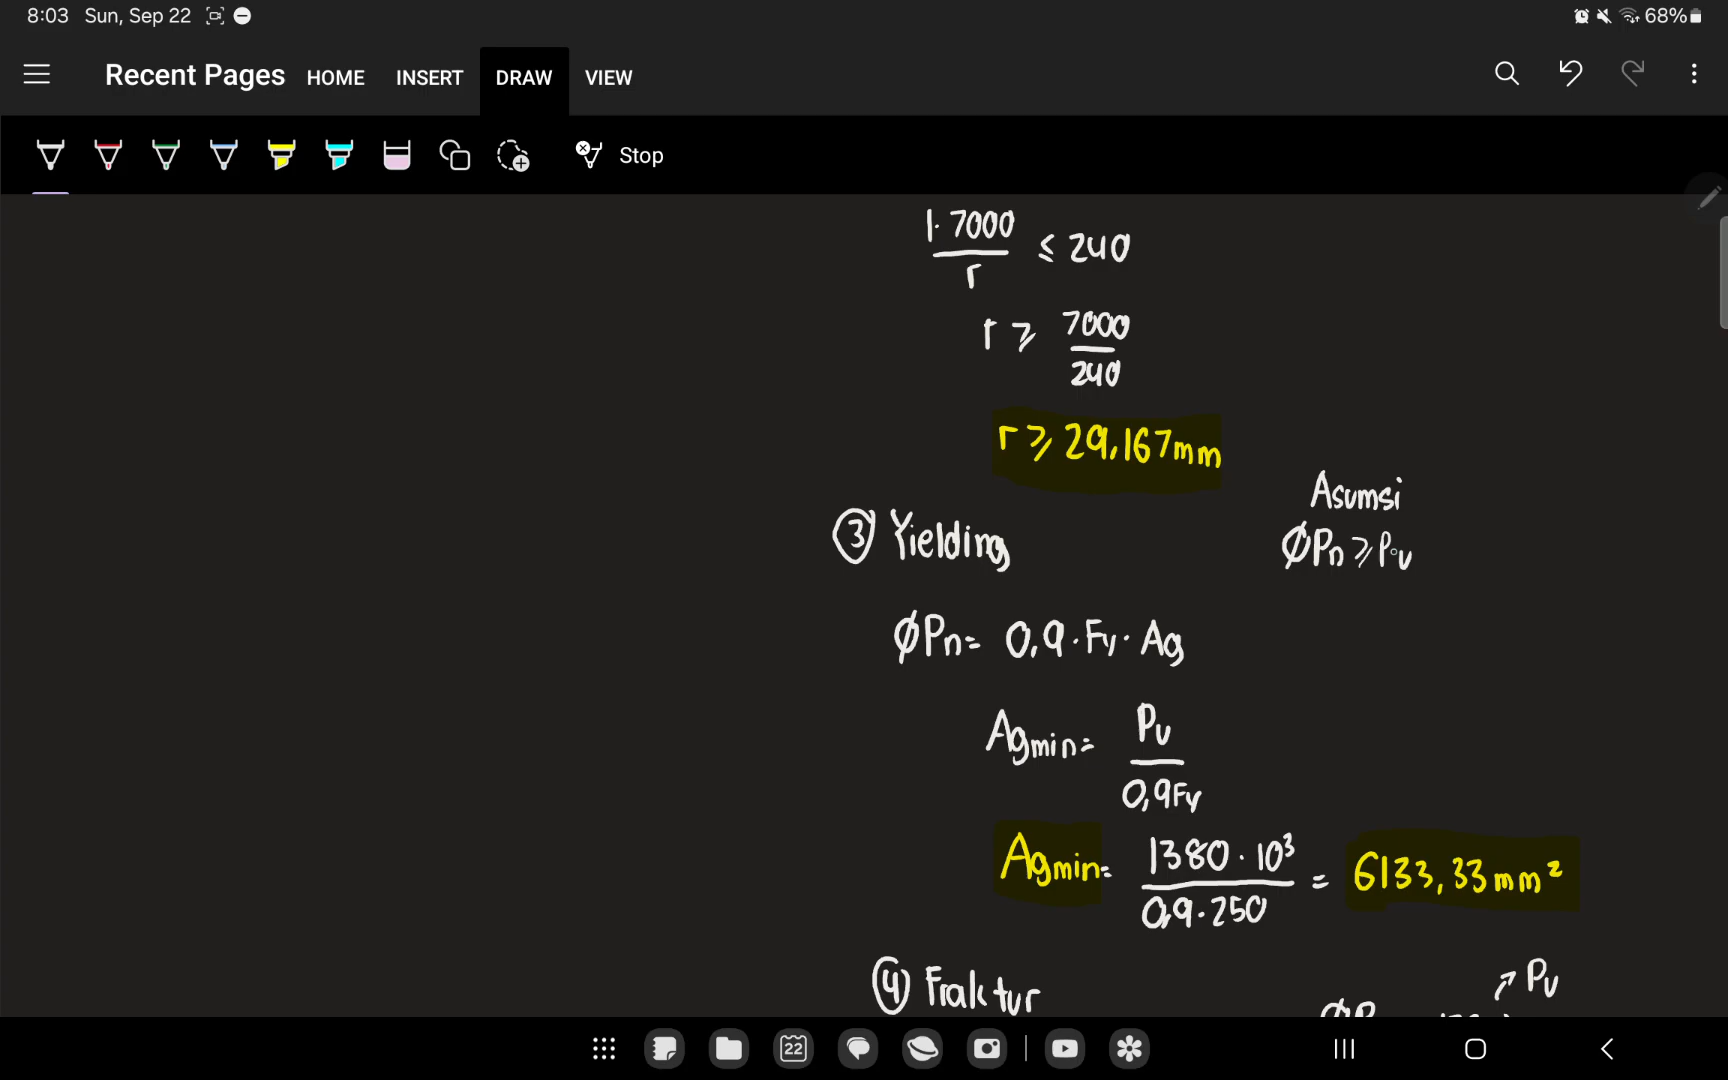 8:03 Sun, Sep 22 68%
Recent Pages HOME INSERT DRAW VIEW
Stop
1·7000 / r ≤ 240
r ≥ 7000 / 240
r ≥ 29,167mm
Asumsi
③ Yielding ØPn ≥ Pu
ØPn = 0,9 · Fy · Ag
Agmin = Pu / 0,9Fy
Agmin = 1380 · 10³ / 0,9 · 250 = 6133,33mm²
④ Fraktur ↗ Pu
22